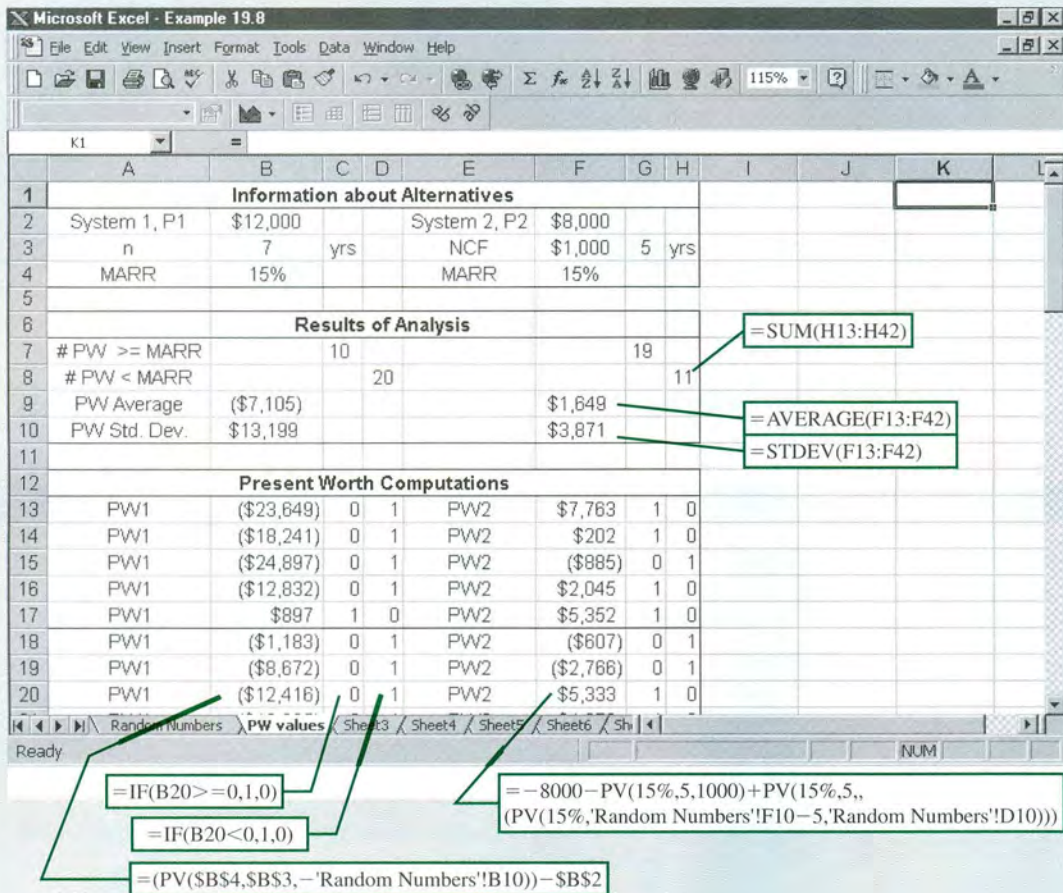 Microsoft Excel - Example 19.8
File Edit View Insert Format Tools Data Window Help
115%
K1 =
A B C D E F G H I J K L
1 Information about Alternatives
2 System 1, P1 $12,000 System 2, P2 $8,000
3 n 7 yrs NCF $1,000 5 yrs
4 MARR 15% MARR 15%
5
6 Results of Analysis
7 # PW >= MARR 10 19
8 # PW < MARR 20 11
9 PW Average ($7,105) $1,649
10 PW Std. Dev. $13,199 $3,871
11
12 Present Worth Computations
13 PW1 ($23,649) 0 1 PW2 $7,763 1 0
14 PW1 ($18,241) 0 1 PW2 $202 1 0
15 PW1 ($24,897) 0 1 PW2 ($885) 0 1
16 PW1 ($12,832) 0 1 PW2 $2,045 1 0
17 PW1 $897 1 0 PW2 $5,352 1 0
18 PW1 ($1,183) 0 1 PW2 ($607) 0 1
19 PW1 ($8,672) 0 1 PW2 ($2,766) 0 1
20 PW1 ($12,416) 0 1 PW2 $5,333 1 0
=SUM(H13:H42)
=AVERAGE(F13:F42)
=STDEV(F13:F42)
Random Numbers PW values Sheet3 Sheet4 Sheet5 Sheet6 Sh
Ready NUM
=IF(B20>=0,1,0)
=IF(B20<0,1,0)
=(PV($B$4,$B$3,−'Random Numbers'!B10))−$B$2
=−8000−PV(15%,5,1000)+PV(15%,5,,
(PV(15%,'Random Numbers'!F10−5,'Random Numbers'!D10)))